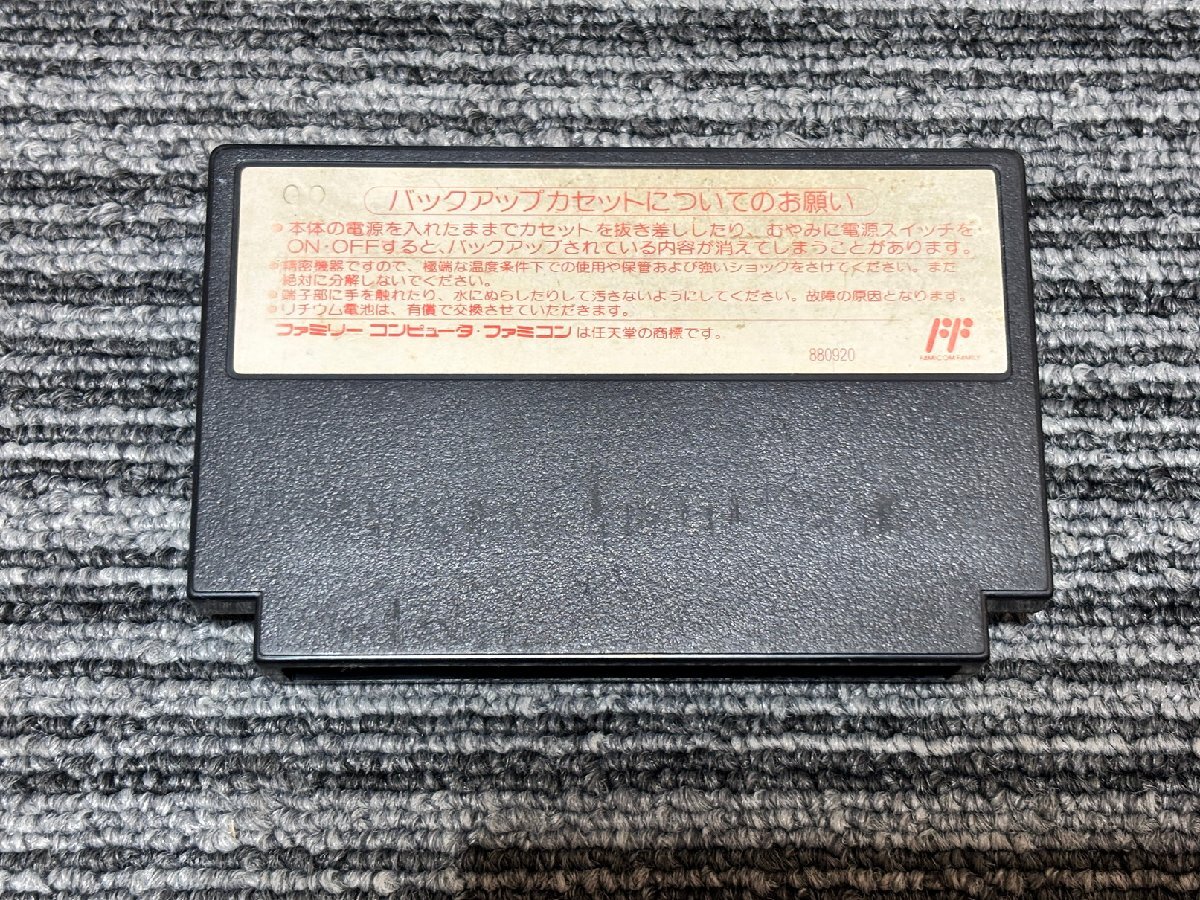 バックアップカセットについてのお願い
●本体の電源を入れたままでカセットを抜き差ししたり、むやみに電源スイッチを
ON・OFFすると、バックアップされている内容が消えてしまうことがあります。
●精密機器ですので、極端な温度条件下での使用や保管および強いショックをさけてください。また
絶対に分解しないでください。
●端子部に手を触れたり、水にぬらしたりして汚さないようにしてください。故障の原因となります。
●リチウム電池は、有償で交換させていただきます。
ファミリー コンピュータ・ファミコンは任天堂の商標です。
880920
FF
FAMICOM FAMILY